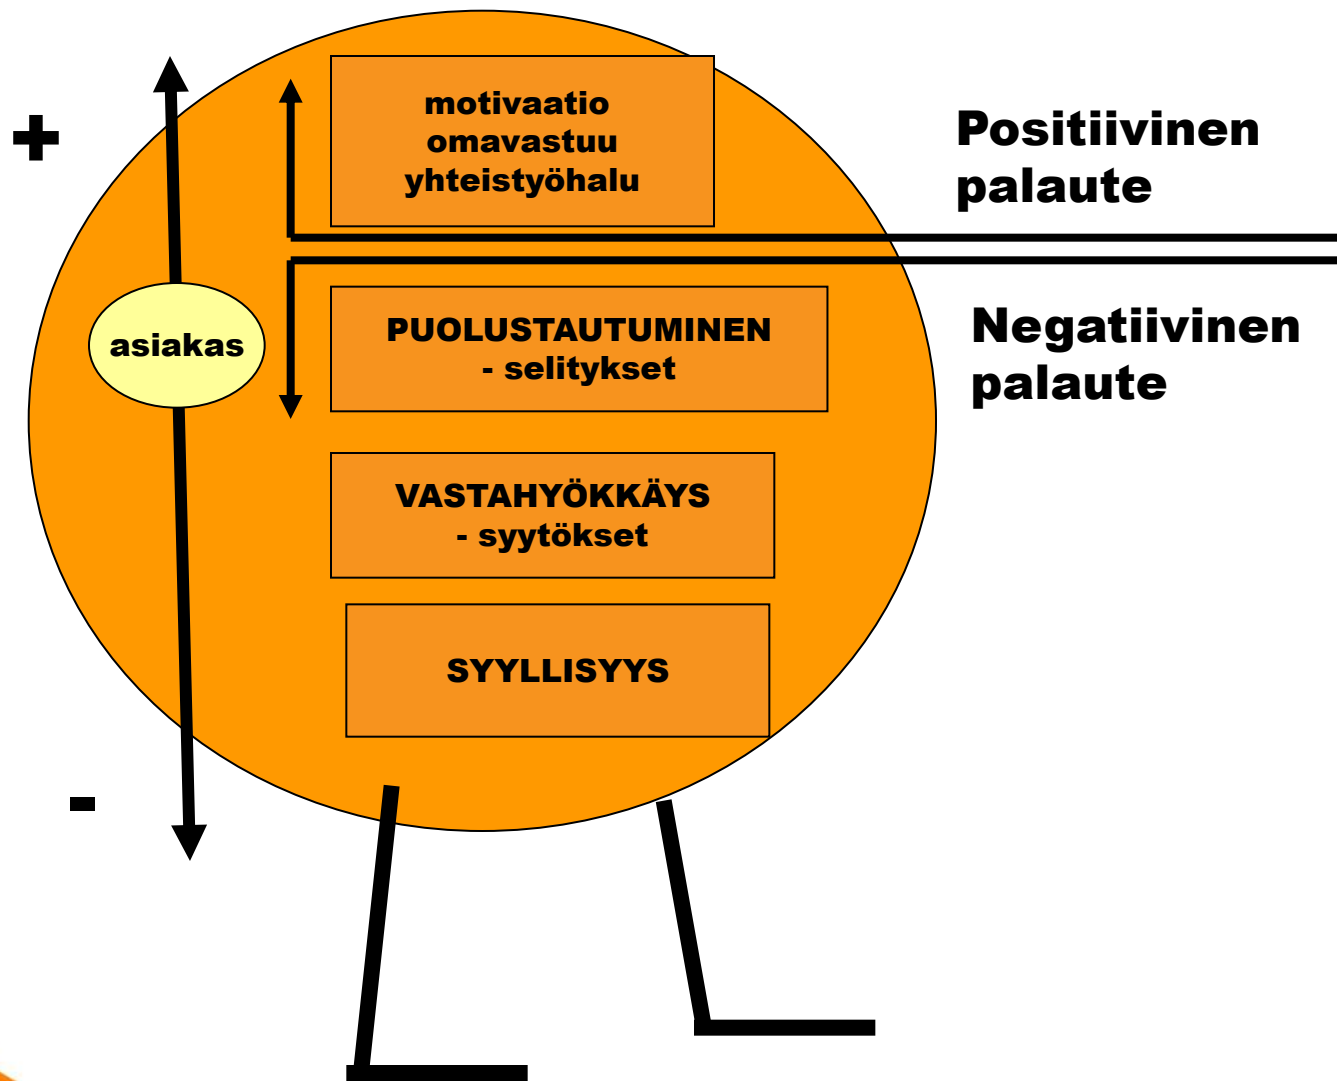 +
motivaatio
omavastuu
yhteistyöhalu
Positiivinen
palaute
asiakas
PUOLUSTAUTUMINEN
- selitykset
Negatiivinen
palaute
VASTAHYÖKKÄYS
- syytökset
SYYLLISYYS
-